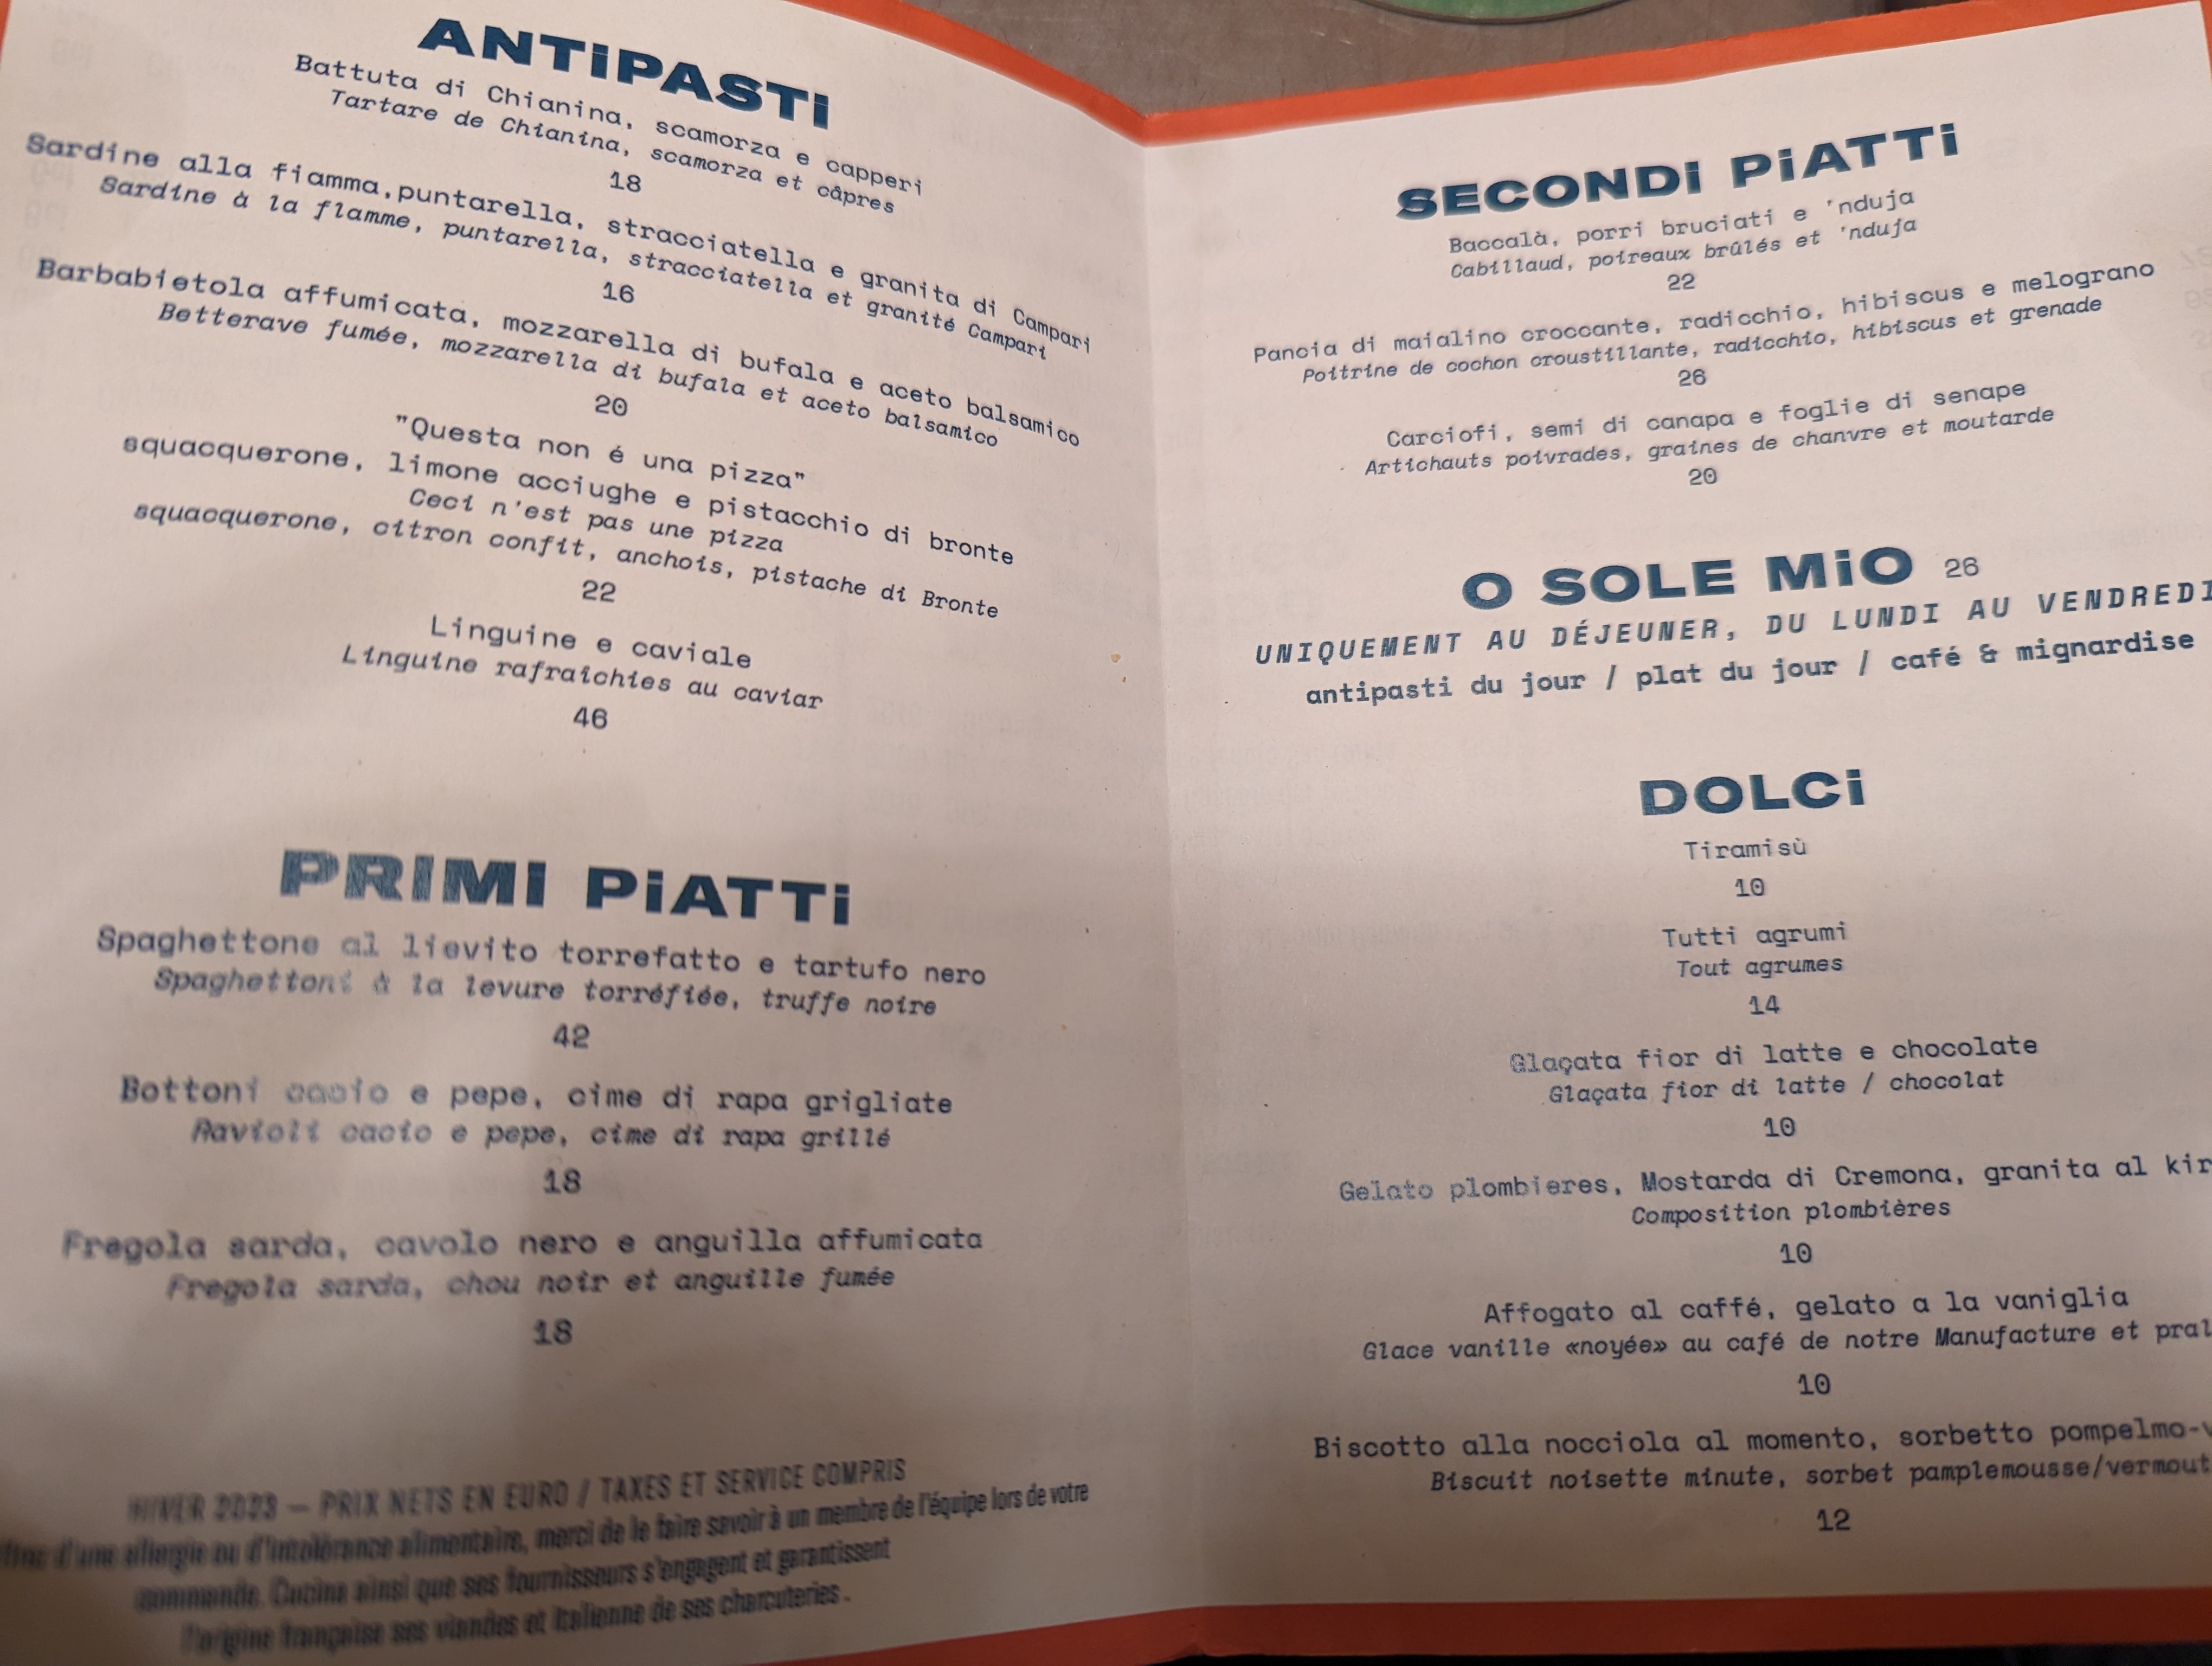 ANTiPASTi
Battuta di Chianina, scamorza e capperi
Tartare de Chianina, scamorza et câpres
18
Sardine alla fiamma,puntarella, stracciatella e granita di Campari
Sardine à la flamme, puntarella, stracciatella et granité Campari
16
Barbabietola affumicata, mozzarella di bufala e aceto balsamico
Betterave fumée, mozzarella di bufala et aceto balsamico
20
"Questa non é una pizza"
squacquerone, limone acciughe e pistacchio di bronte
Ceci n'est pas une pizza
squacquerone, citron confit, anchois, pistache di Bronte
22
Linguine e caviale
Linguine rafraîchies au caviar
46
PRIMI PiATTi
Spaghettone al lievito torrefatto e tartufo nero
Spaghettoni à la levure torréfiée, truffe noire
42
Bottoni cacio e pepe, cime di rapa grigliate
Ravioli cacio e pepe, cime di rapa grillé
18
Fregola sarda, cavolo nero e anguilla affumicata
Fregola sarda, chou noir et anguille fumée
18
HIVER 2023 — PRIX NETS EN EURO / TAXES ET SERVICE COMPRIS
d'une allergie ou d'intolérance alimentaire, merci de le faire savoir à un membre de l'équipe lors de votre
commande. Cucina ainsi que ses fournisseurs s'engagent et garantissent
l'origine française ses viandes et italienne de ses charcuteries.
SECONDi PiATTi
Baccalà, porri bruciati e 'nduja
Cabillaud, poireaux brûlés et 'nduja
22
Pancia di maialino croccante, radicchio, hibiscus e melograno
Poitrine de cochon croustillante, radicchio, hibiscus et grenade
26
Carciofi, semi di canapa e foglie di senape
Artichauts poivrades, graines de chanvre et moutarde
20
O SOLE MiO 26
UNIQUEMENT AU DÉJEUNER, DU LUNDI AU VENDREDI
antipasti du jour / plat du jour / café & mignardise
DOLCi
Tiramisù
10
Tutti agrumi
Tout agrumes
14
Glaçata fior di latte e chocolate
Glaçata fior di latte / chocolat
10
Gelato plombieres, Mostarda di Cremona, granita al kir
Composition plombières
10
Affogato al caffé, gelato a la vaniglia
Glace vanille «noyée» au café de notre Manufacture et pral
10
Biscotto alla nocciola al momento, sorbetto pompelmo-v
Biscuit noisette minute, sorbet pamplemousse/vermout
12